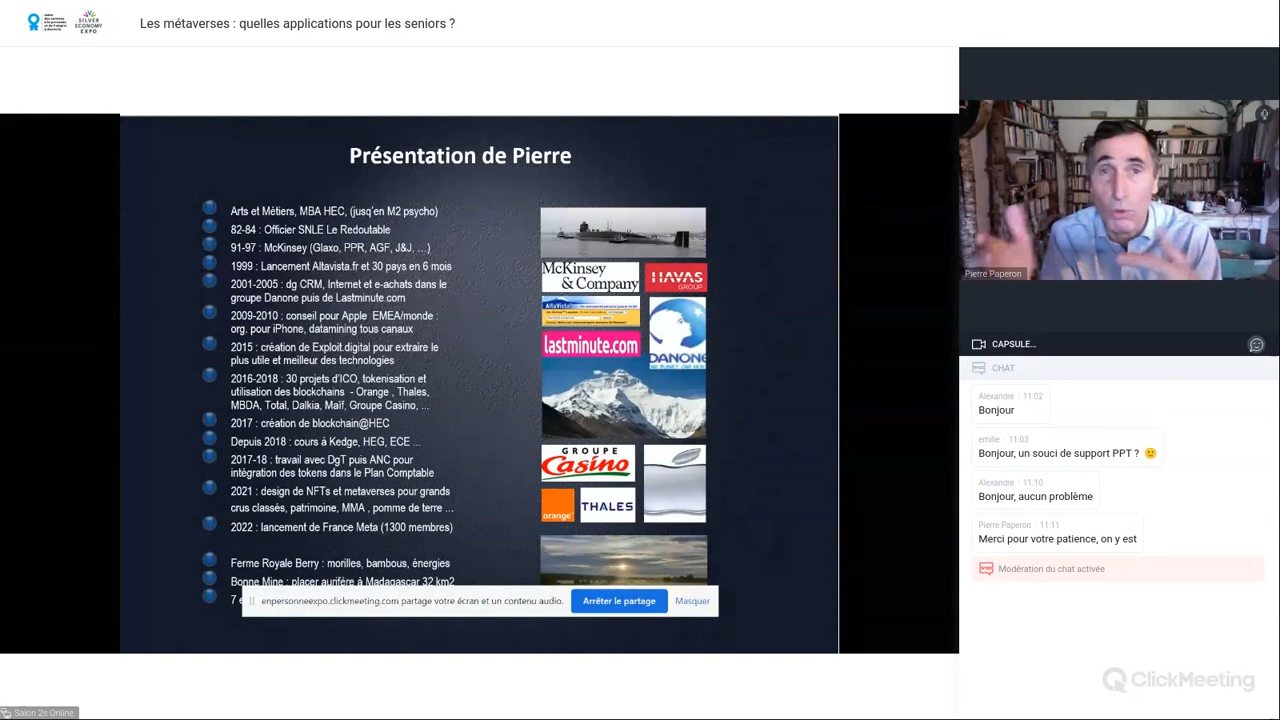 SILVER
ECONOMY
EXPO
Les métaverses : quelles applications pour les seniors ?
Présentation de Pierre
Arts et Métiers, MBA HEC, (jusq'en M2 psycho)
82-84 : Officier SNLE Le Redoutable
91-97 : McKinsey (Glaxo, PPR, AGF, J&J, ...)
1999 : Lancement Altavista.fr et 30 pays en 6 mois
2001-2005 : dg CRM, Internet et e-achats dans le
groupe Danone puis de Lastminute.com
2009-2010 : conseil pour Apple EMEA/monde :
org. pour iPhone, datamining tous canaux
2015 : création de Exploit.digital pour extraire le
plus utile et meilleur des technologies
2016-2018 : 30 projets d'ICO, tokenisation et
utilisation des blockchains - Orange , Thales,
MBDA, Total, Dalkia, Maïf, Groupe Casino, ...
2017 : création de blockchain@HEC
Depuis 2018 : cours à Kedge, HEG, ECE ...
2017-18 : travail avec DgT puis ANC pour
intégration des tokens dans le Plan Comptable
2021 : design de NFTs et metaverses pour grands
crus classés, patrimoine, MMA , pomme de terre ...
2022 : lancement de France Meta (1300 membres)
Ferme Royale Berry : morilles, bambous, énergies
Bonne Mine : placer aurifère à Madagascar 32 km2
7
McKinsey
& Company
HAVAS
GROUP
AltaVista
lastminute.com
DANONE
GROUPE
Casino
orange
THALES
enpersonneexpo.clickmeeting.com partage votre écran et un contenu audio.
Arrêter le partage
Masquer
Pierre Paperon
CAPSULE...
CHAT
Alexandre 11:02
Bonjour
emilie 11:03
Bonjour, un souci de support PPT ? 🙂
Alexandre 11:10
Bonjour, aucun problème
Pierre Paperon 11:11
Merci pour votre patience, on y est
Modération du chat activée
ClickMeeting
Salon 2s Online